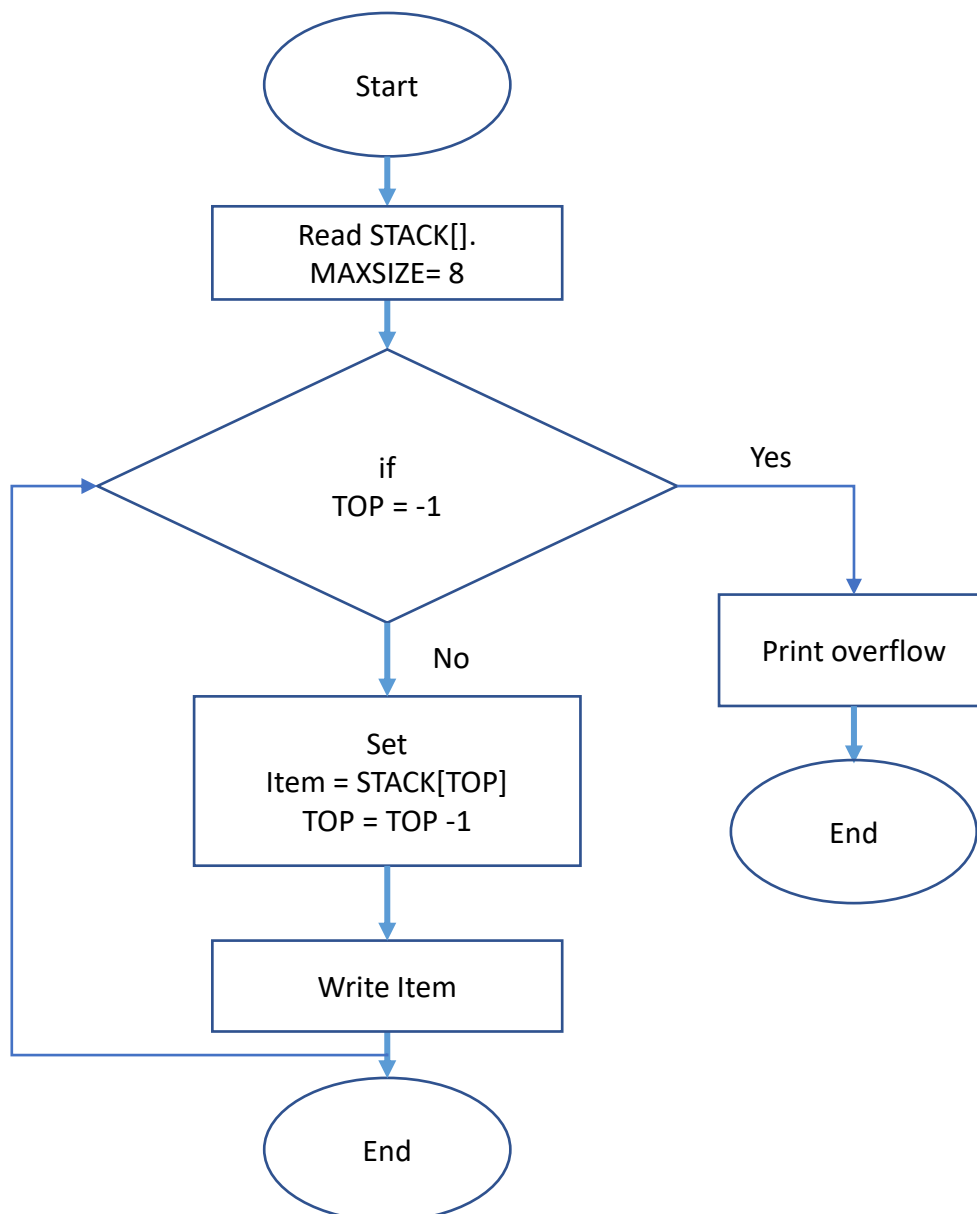 Start
Read STACK[].
MAXSIZE= 8
if
TOP = -1
Yes
No
Print overflow
Set
Item = STACK[TOP]
TOP = TOP -1
End
Write Item
End